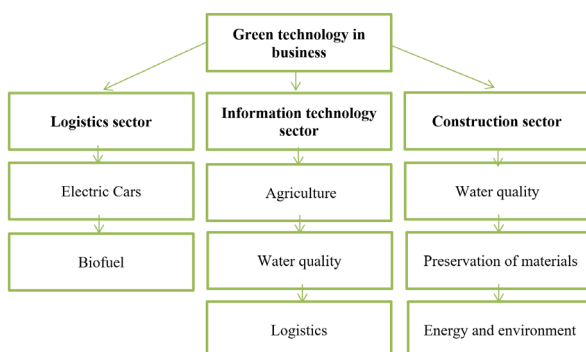 Green technology in
business
Logistics sector
Information technology
sector
Construction sector
Electric Cars
Agriculture
Water quality
Biofuel
Water quality
Preservation of materials
Logistics
Energy and environment